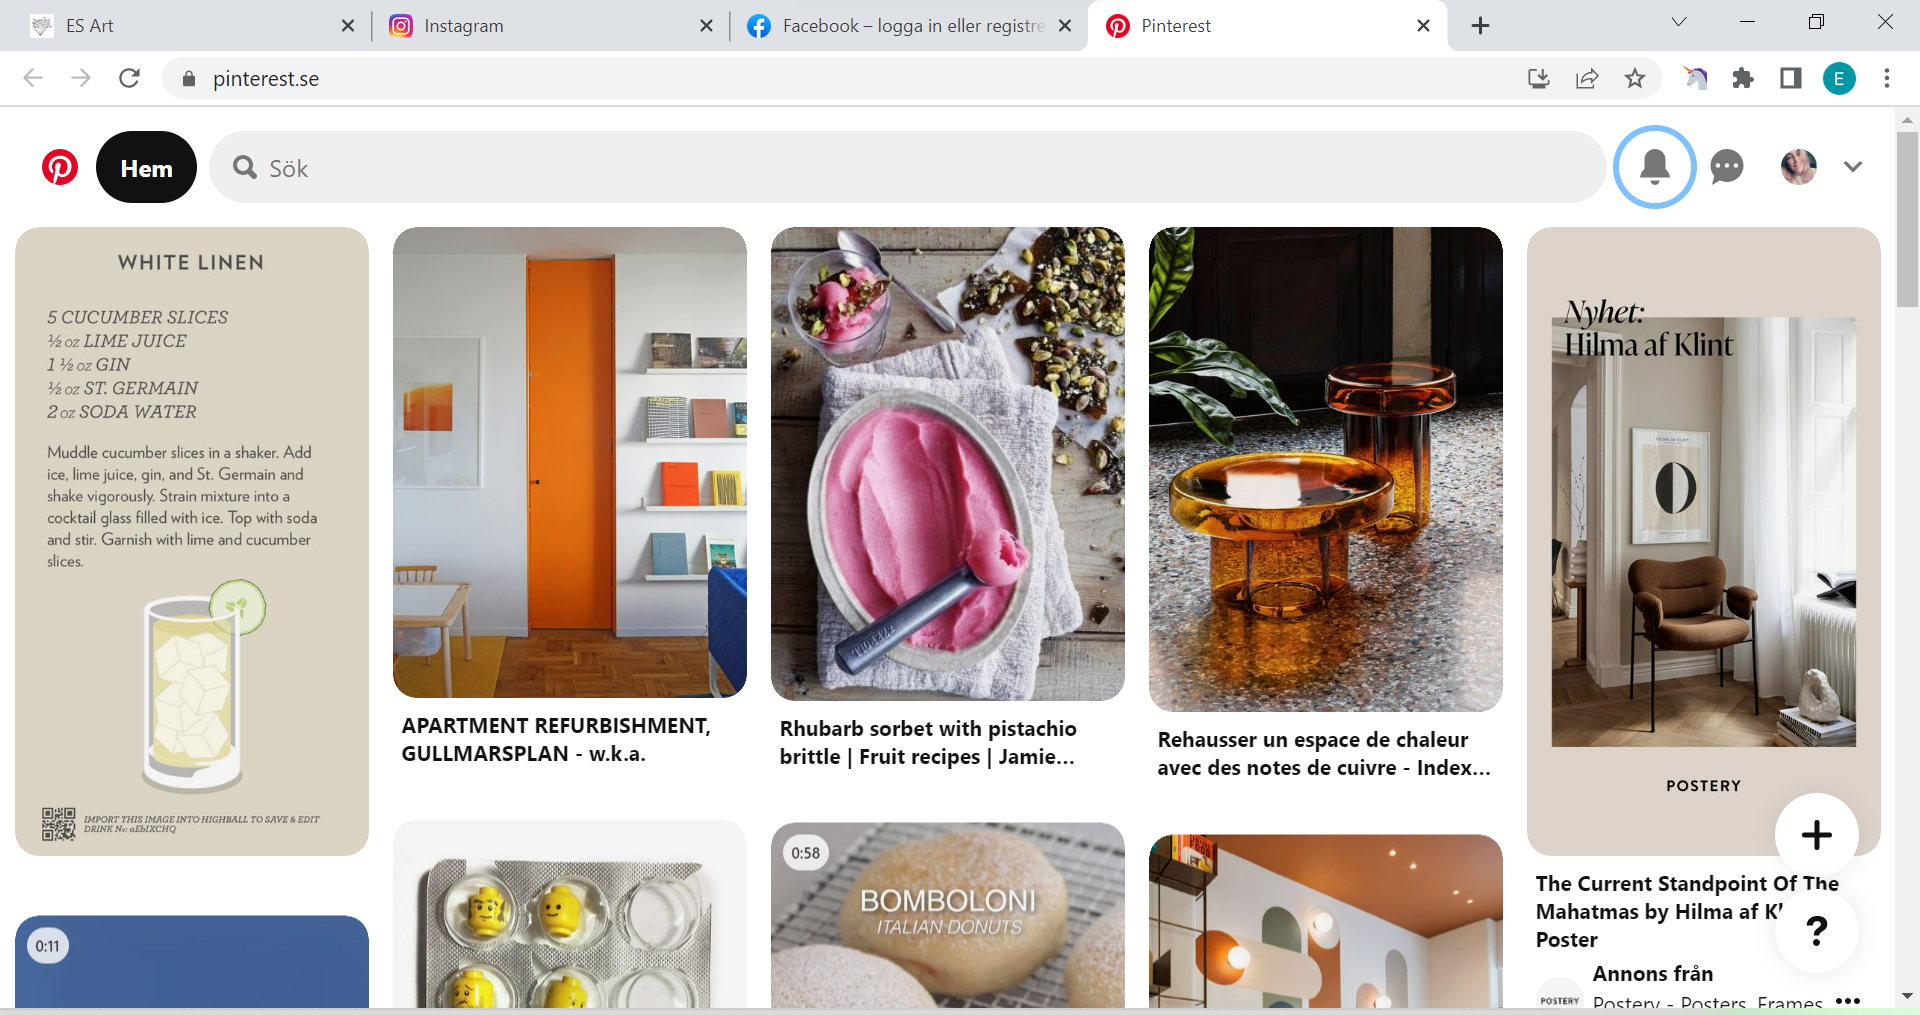 ES Art
Instagram
Facebook – logga in eller registre
Pinterest
pinterest.se
E
Hem
Sök
WHITE LINEN
5 CUCUMBER SLICES
½ oz LIME JUICE
1 ½ oz GIN
½ oz ST. GERMAIN
2 oz SODA WATER
Muddle cucumber slices in a shaker. Add
ice, lime juice, gin, and St. Germain and
shake vigorously. Strain mixture into a
cocktail glass filled with ice. Top with soda
and stir. Garnish with lime and cucumber
slices.
IMPORT THIS IMAGE INTO HIGHBALL TO SAVE & EDIT
DRINK No: aEbIXCHQ
0:11
APARTMENT REFURBISHMENT,
GULLMARSPLAN - w.k.a.
Rhubarb sorbet with pistachio
brittle | Fruit recipes | Jamie...
0:58
BOMBOLONI
ITALIAN DONUTS
Rehausser un espace de chaleur
avec des notes de cuivre - Index...
Nyhet:
Hilma af Klint
HILMA AF KLINT
POSTERY
The Current Standpoint Of The
Mahatmas by Hilma af Kl
Poster
Annons från
POSTERY
Postery - Posters, Frames
?